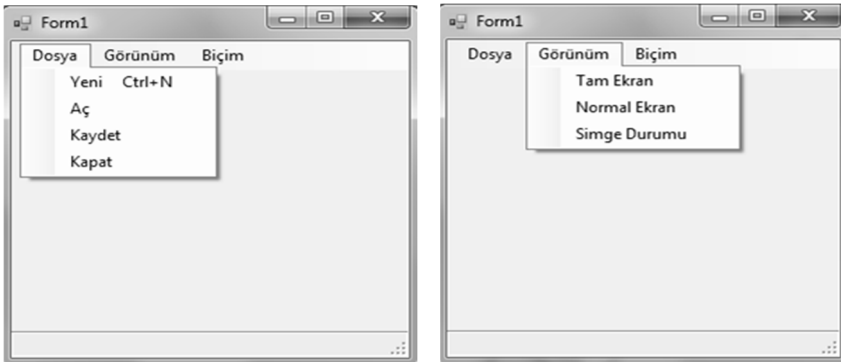 Form1
Dosya Görünüm Biçim
Yeni Ctrl+N
Aç
Kaydet
Kapat
Form1
Dosya Görünüm Biçim
Tam Ekran
Normal Ekran
Simge Durumu